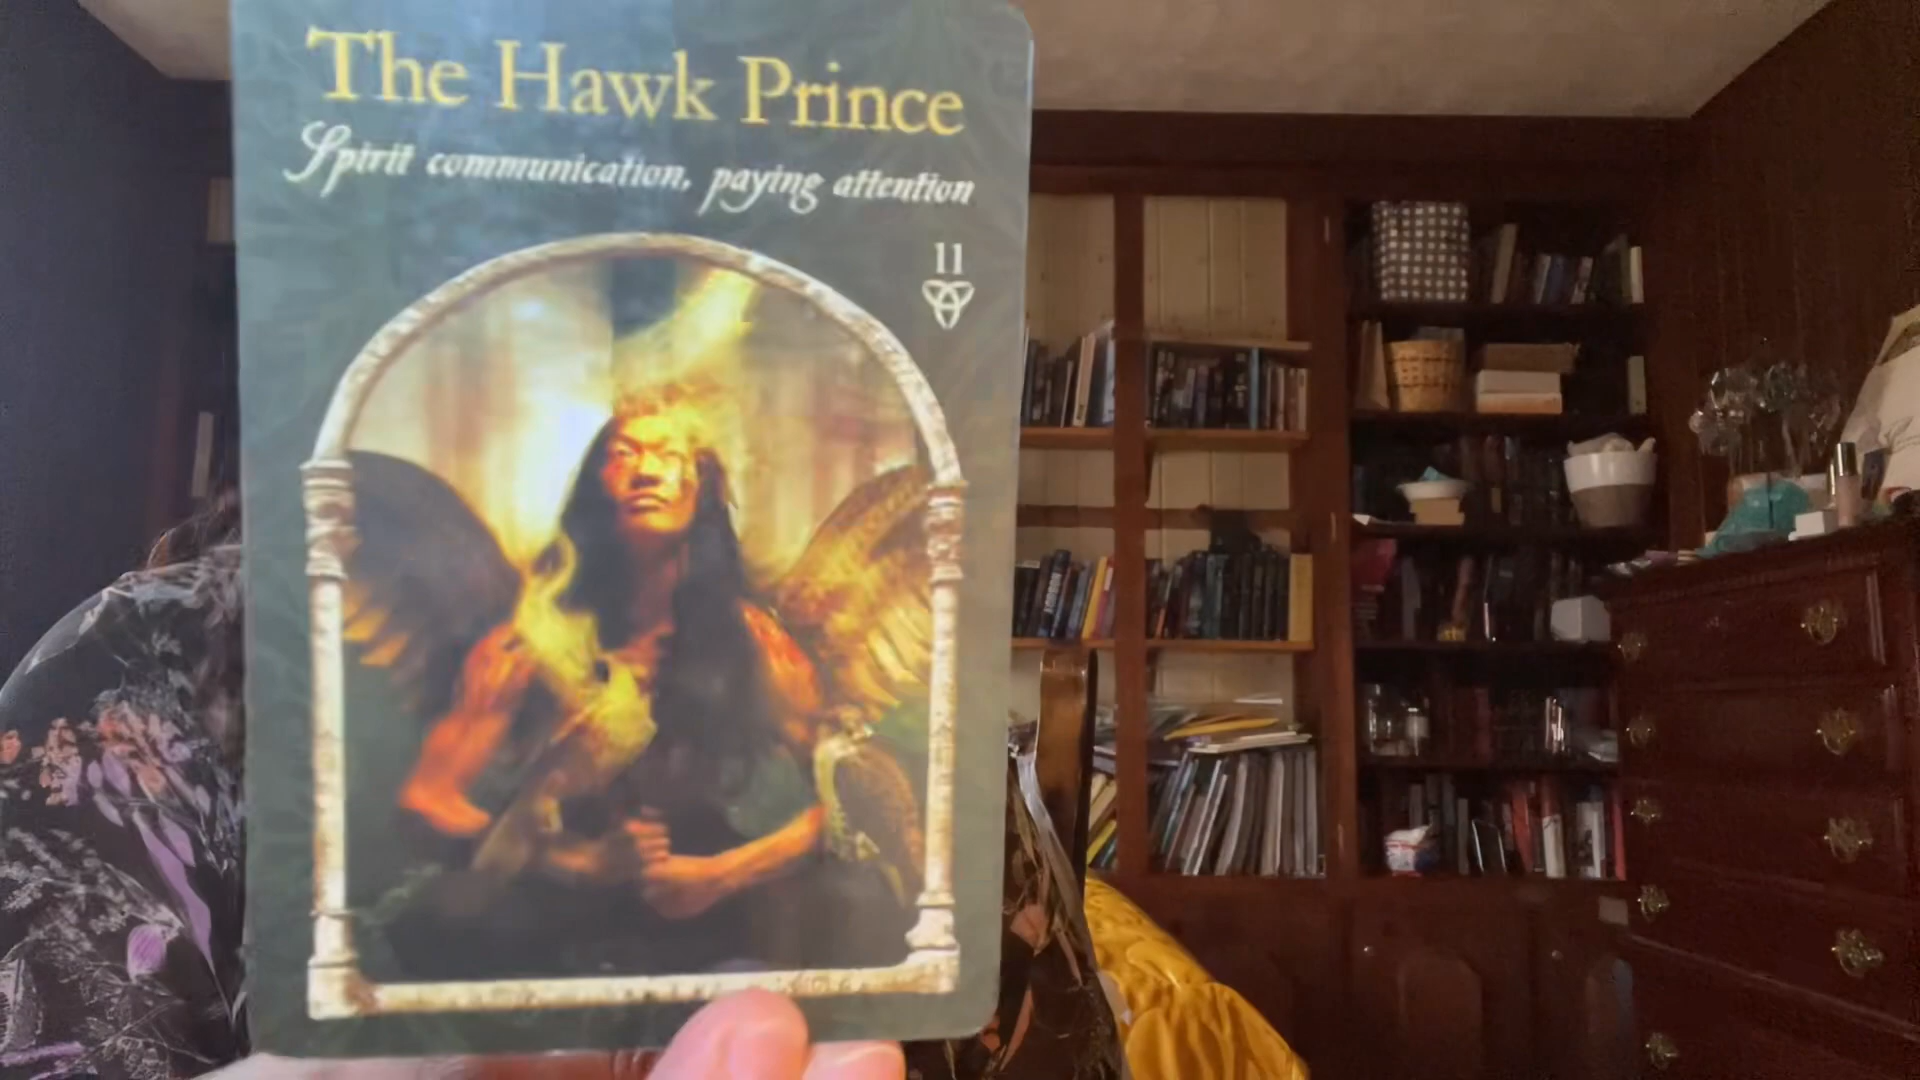 The Hawk Prince
Spirit communication, paying attention
11